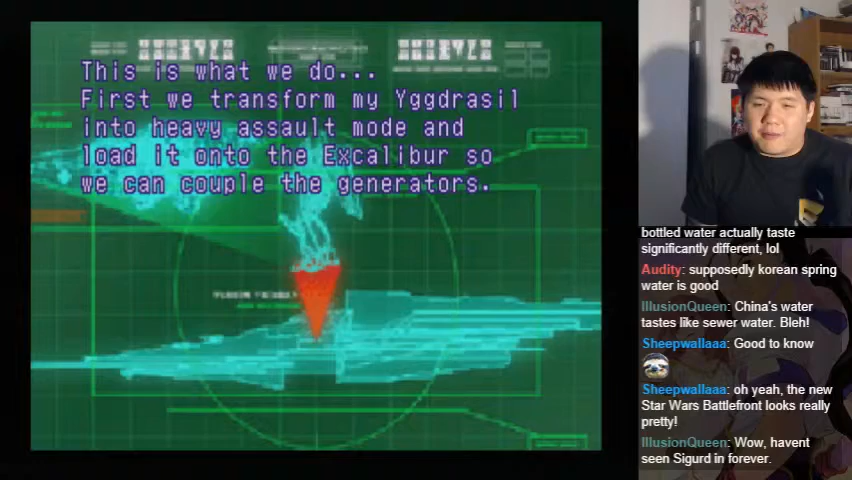 This is what we do...
First we transform my Yggdrasil
into heavy assault mode and
load it onto the Excalibur so
we can couple the generators.
bottled water actually taste
significantly different, lol
Audity: supposedly korean spring
water is good
IllusionQueen: China's water
tastes like sewer water. Bleh!
Sheepwallaaa: Good to know
Sheepwallaaa: oh yeah, the new
Star Wars Battlefront looks really
pretty!
IllusionQueen: Wow, havent
seen Sigurd in forever.